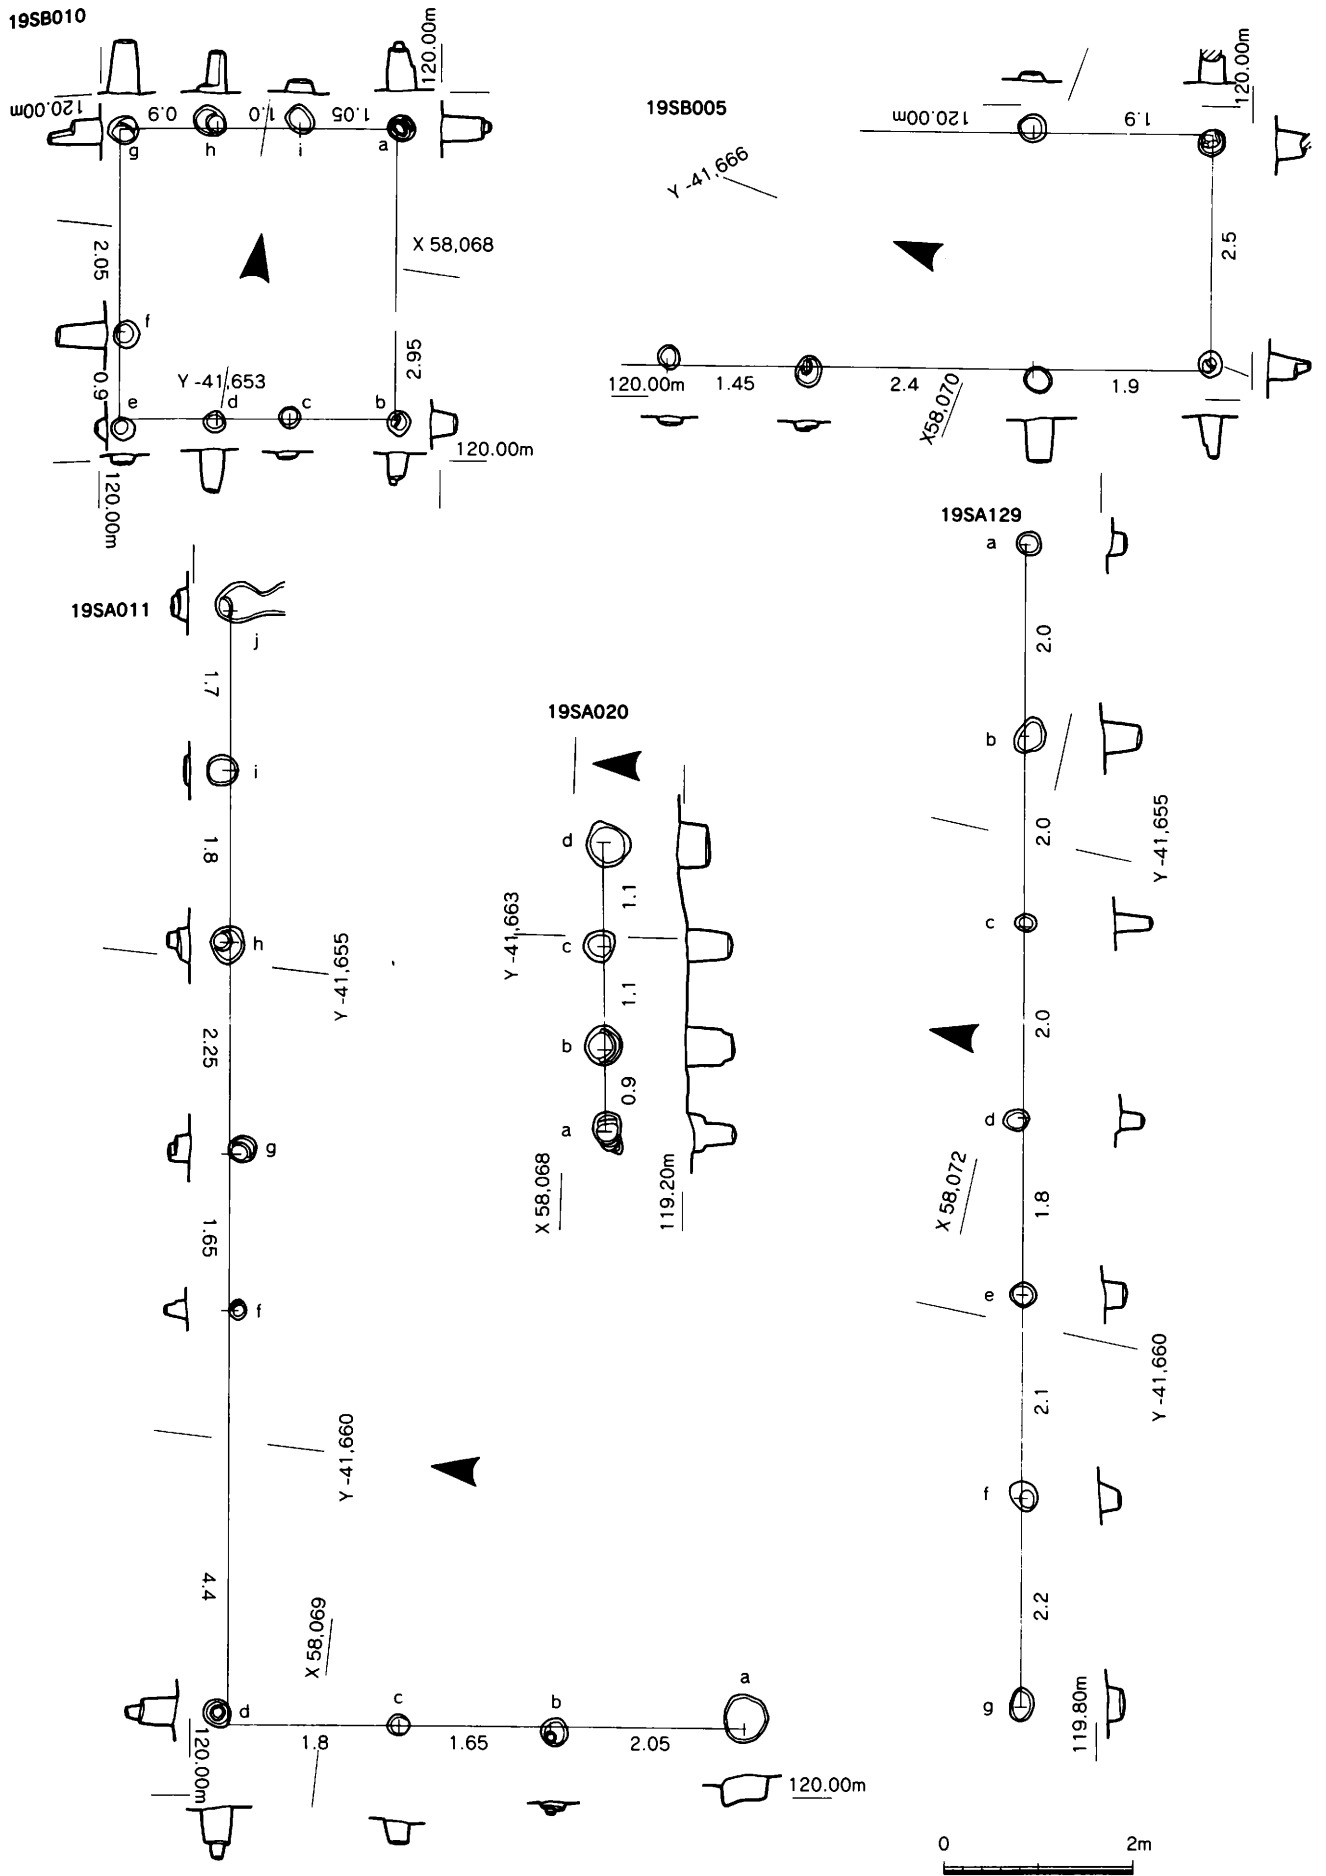 19SB010
120.00m
120.00m
0.9
1.0
1.05
g
h
i
a
2.05
X 58,068
f
2.95
0.9
Y -41,653
e
d
c
b
120.00m
120.00m
19SB005
120.00m
120.00m
1.9
Y -41,666
2.5
120.00m
1.45
2.4
X58,070
1.9
19SA011
j
1.7
i
1.8
h
Y -41,655
2.25
g
1.65
f
Y -41,660
4.4
X 58,069
d
c
b
a
1.8
1.65
2.05
120.00m
120.00m
19SA020
d
1.1
Y -41,663
c
1.1
b
0.9
a
X 58,068
119.20m
19SA129
a
2.0
b
2.0
Y -41,655
c
2.0
d
X 58,072
1.8
e
Y -41,660
2.1
f
2.2
g
119.80m
0
2m